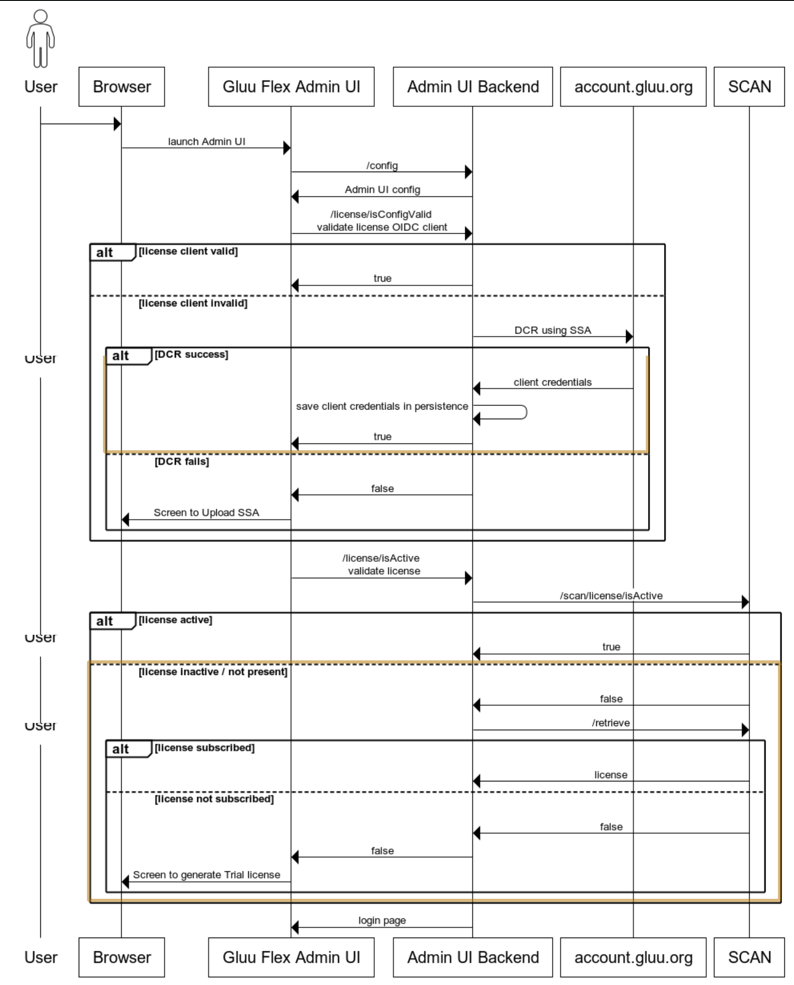 User
Browser
Gluu Flex Admin UI
Admin UI Backend
account.gluu.org
SCAN
launch Admin UI
/config
Admin UI config
/license/isConfigValid
validate license OIDC client
alt [license client valid]
true
[license client invalid]
DCR using SSA
User
alt [DCR success]
client credentials
save client credentials in persistence
true
[DCR fails]
false
Screen to Upload SSA
/license/isActive
validate license
/scan/license/isActive
alt [license active]
User
true
[license inactive / not present]
false
User
/retrieve
alt [license subscribed]
license
[license not subscribed]
false
false
Screen to generate Trial license
login page
User
Browser
Gluu Flex Admin UI
Admin UI Backend
account.gluu.org
SCAN